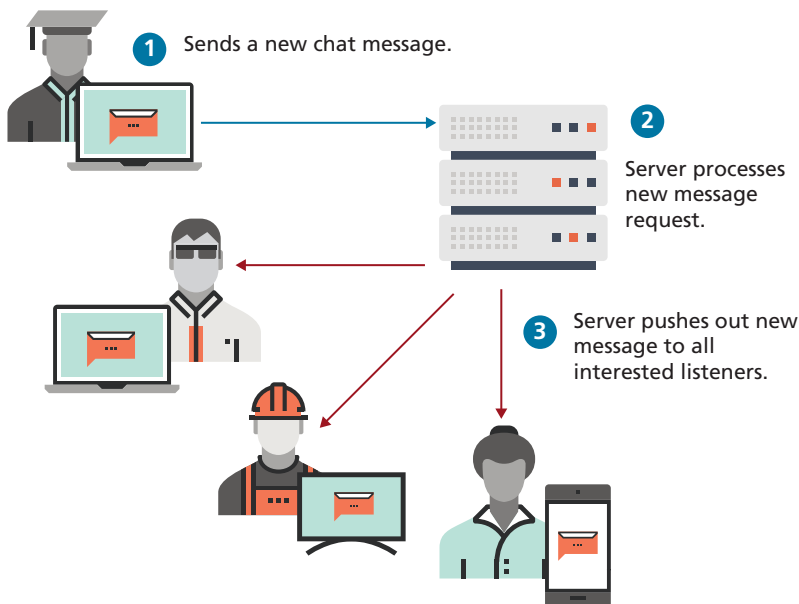 1 Sends a new chat message.
2
Server processes
new message
request.
3 Server pushes out new
message to all
interested listeners.